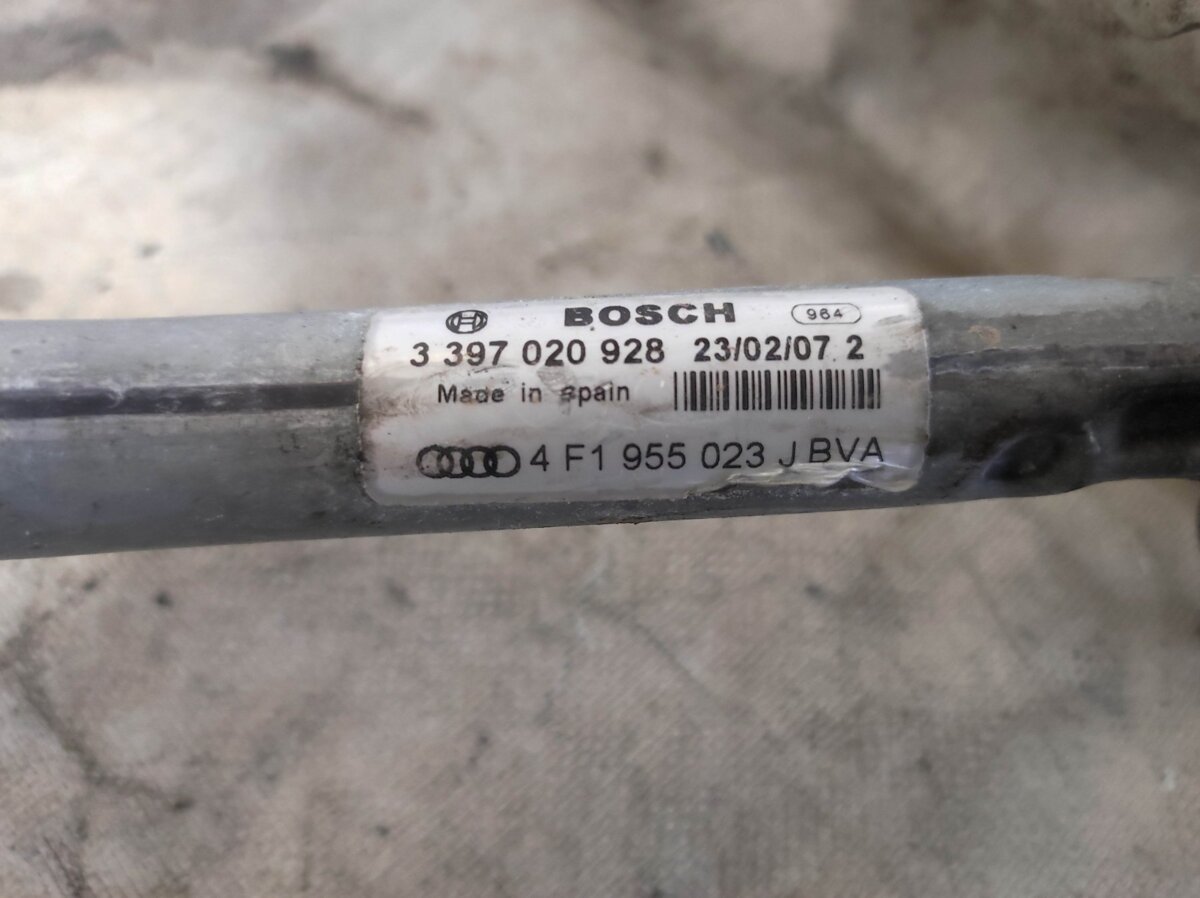 BOSCH 964
3 397 020 928 23/02/07 2
Made in spain
4 F1 955 023 J BVA